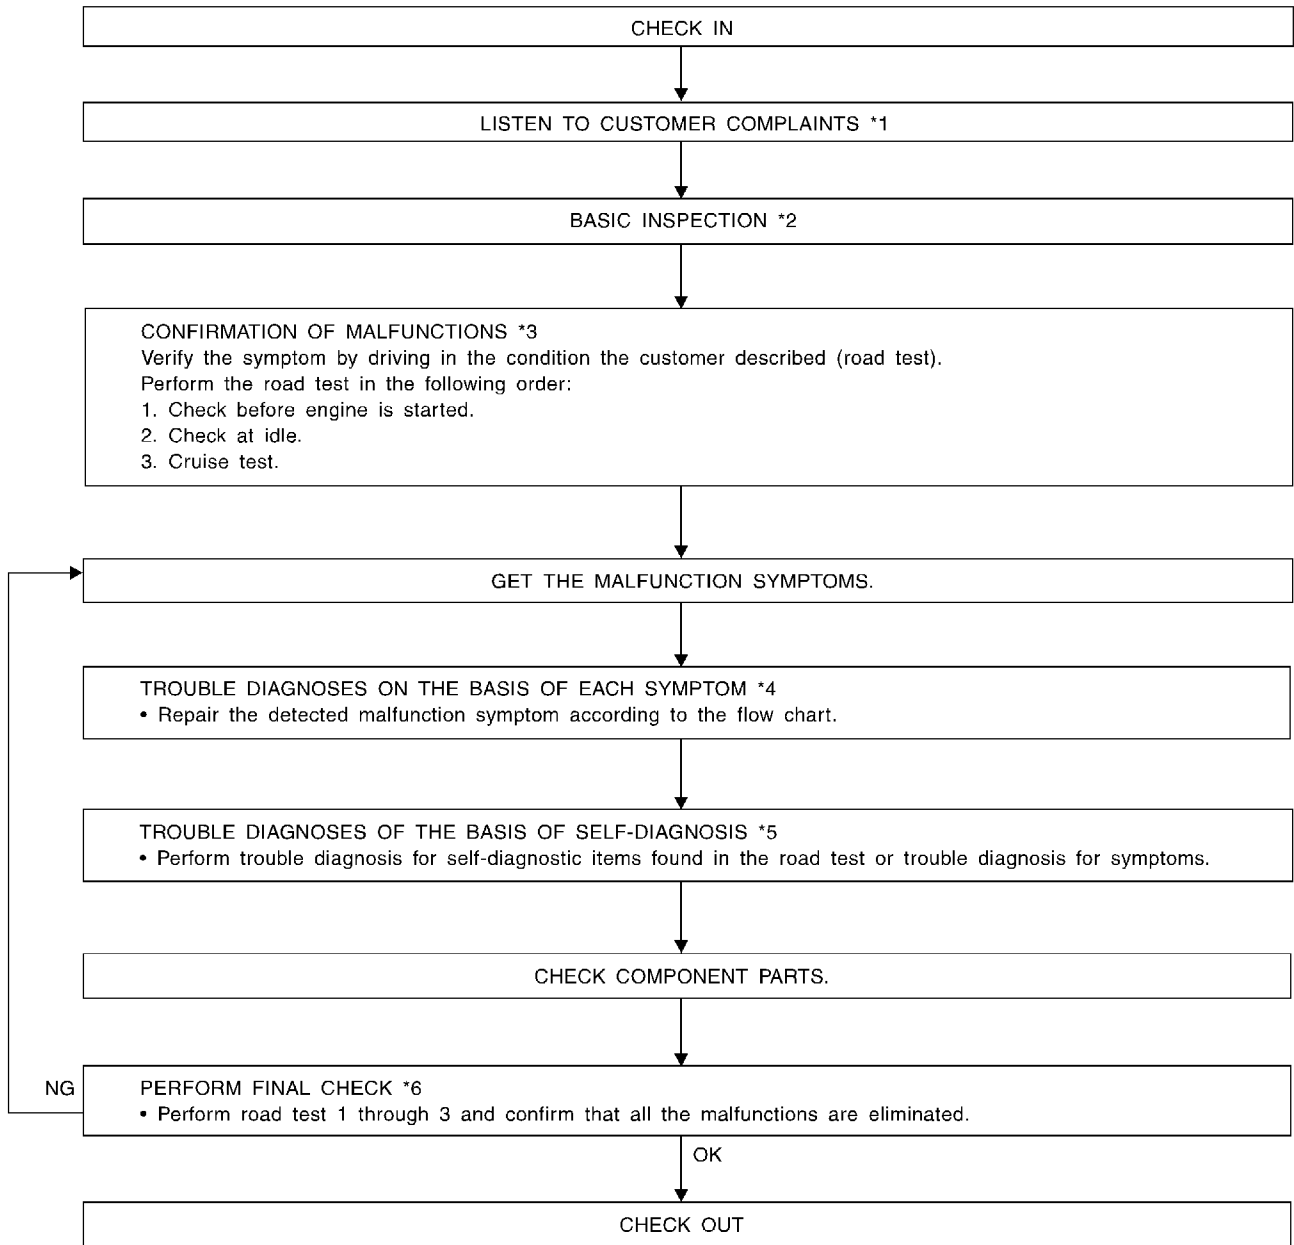 CHECK IN
LISTEN TO CUSTOMER COMPLAINTS *1
BASIC INSPECTION *2
CONFIRMATION OF MALFUNCTIONS *3
Verify the symptom by driving in the condition the customer described (road test).
Perform the road test in the following order:
1. Check before engine is started.
2. Check at idle.
3. Cruise test.
GET THE MALFUNCTION SYMPTOMS.
TROUBLE DIAGNOSES ON THE BASIS OF EACH SYMPTOM *4
• Repair the detected malfunction symptom according to the flow chart.
TROUBLE DIAGNOSES OF THE BASIS OF SELF-DIAGNOSIS *5
• Perform trouble diagnosis for self-diagnostic items found in the road test or trouble diagnosis for symptoms.
CHECK COMPONENT PARTS.
NG
PERFORM FINAL CHECK *6
• Perform road test 1 through 3 and confirm that all the malfunctions are eliminated.
OK
CHECK OUT